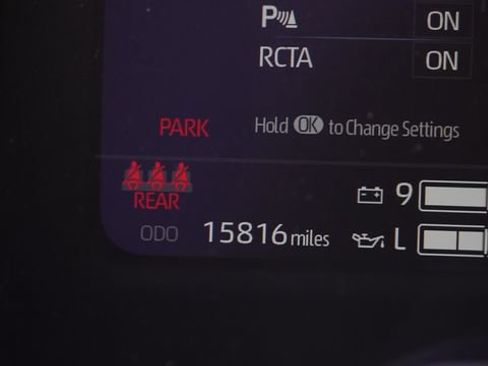 P ON
RCTA ON
PARK Hold OK to Change Settings
REAR 9
ODO 15816 miles L